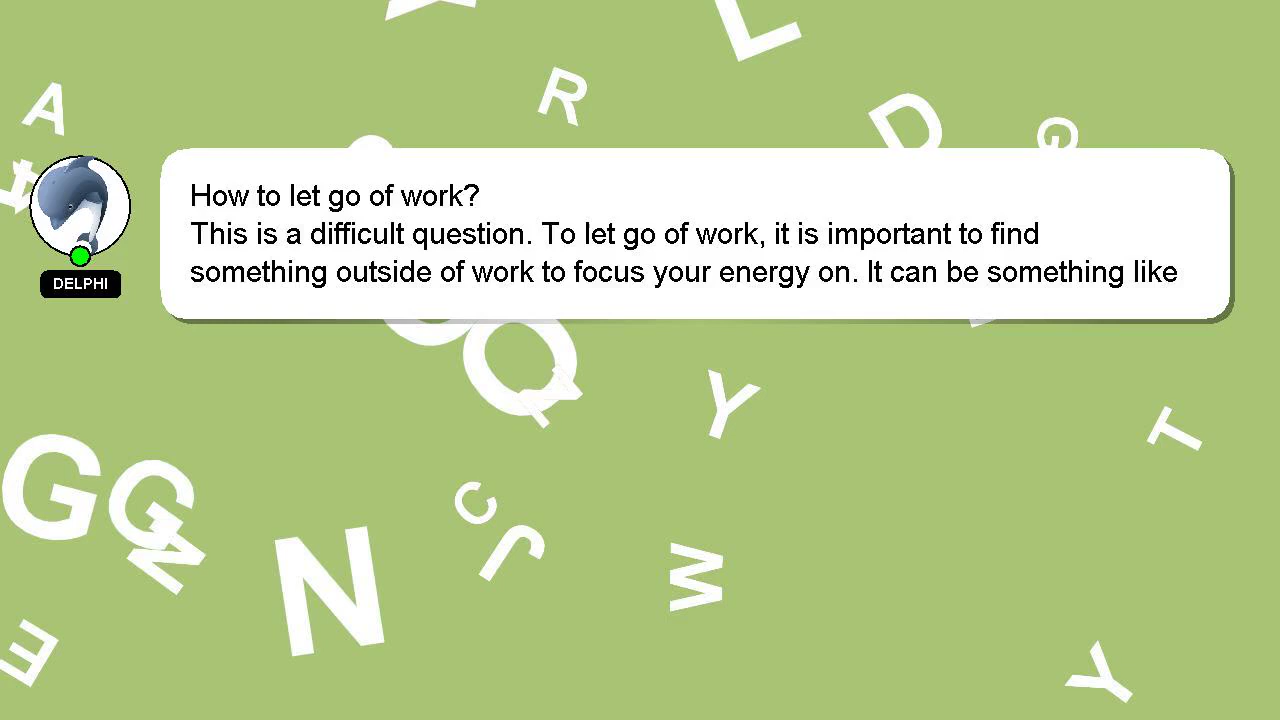 How to let go of work?
This is a difficult question. To let go of work, it is important to find
something outside of work to focus your energy on. It can be something like
DELPHI
L
R
A
D
G
Q
Y
T
G
G
N
C
J
N
W
E
Y